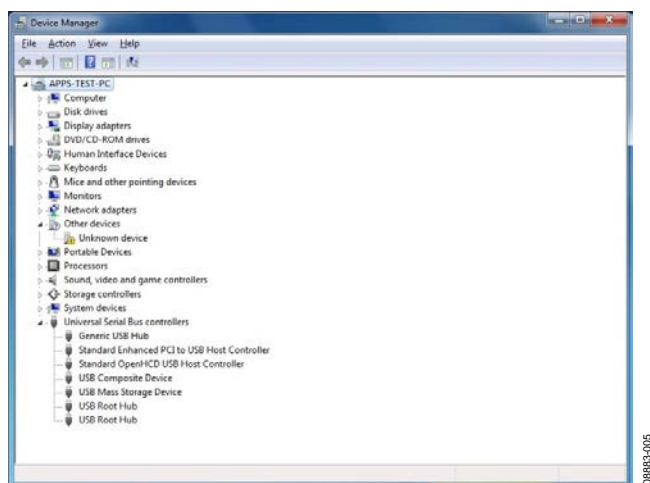 Device Manager
File Action View Help
APPS-TEST-PC
Computer
Disk drives
Display adapters
DVD/CD-ROM drives
Human Interface Devices
Keyboards
Mice and other pointing devices
Monitors
Network adapters
Other devices
Unknown device
Portable Devices
Processors
Sound, video and game controllers
Storage controllers
System devices
Universal Serial Bus controllers
Generic USB Hub
Standard Enhanced PCI to USB Host Controller
Standard OpenHCD USB Host Controller
USB Composite Device
USB Mass Storage Device
USB Root Hub
USB Root Hub
08883-005